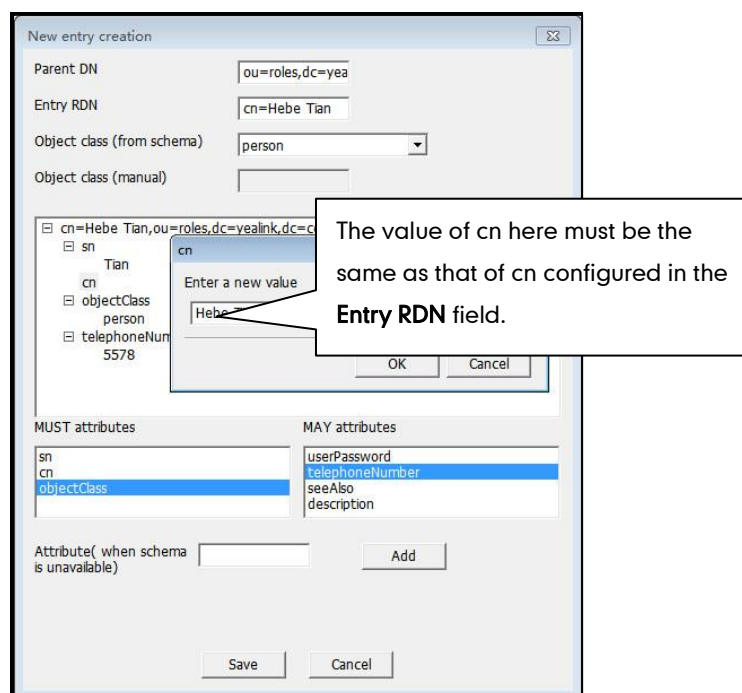 New entry creation
Parent DN
ou=roles,dc=yea
Entry RDN
cn=Hebe Tian
Object class (from schema)
person
Object class (manual)
cn=Hebe Tian,ou=roles,dc=yealink,dc=c
sn
Tian
cn
objectClass
person
telephoneNum
5578
cn
Enter a new value
Hebe
OK
Cancel
The value of cn here must be the
same as that of cn configured in the
Entry RDN field.
MUST attributes
sn
cn
objectClass
MAY attributes
userPassword
telephoneNumber
seeAlso
description
Attribute( when schema
is unavailable)
Add
Save
Cancel